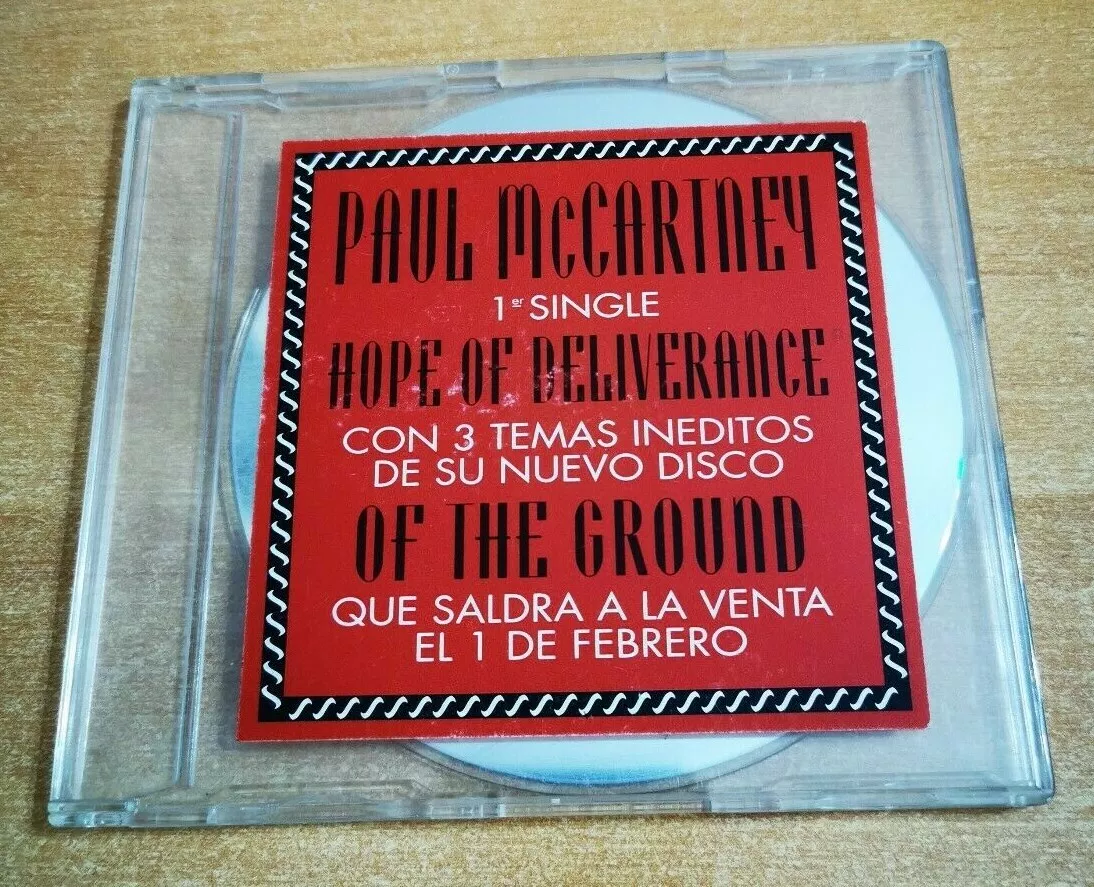 PAUL McCARTNEY
1er SINGLE
HOPE OF DELIVERANCE
CON 3 TEMAS INEDITOS
DE SU NUEVO DISCO
OF THE GROUND
QUE SALDRA A LA VENTA
EL 1 DE FEBRERO